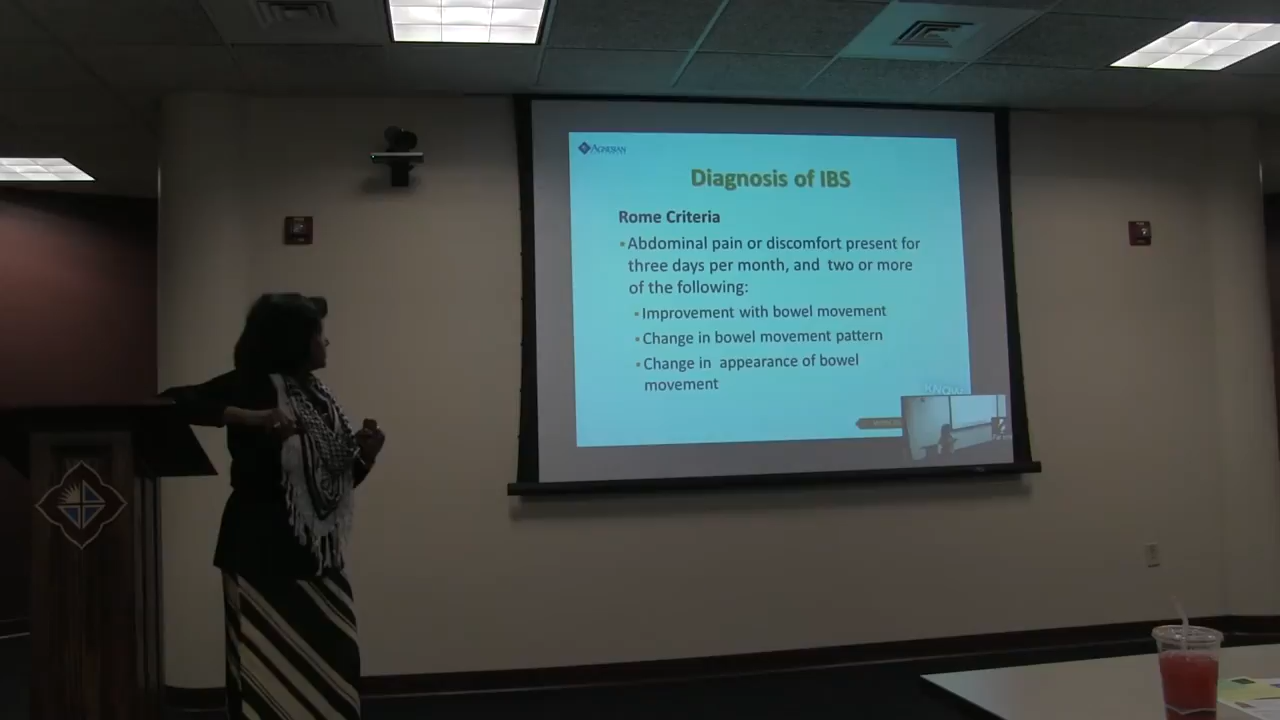 Diagnosis of IBS
Rome Criteria
▪Abdominal pain or discomfort present for
three days per month, and two or more
of the following:
▪Improvement with bowel movement
▪Change in bowel movement pattern
▪Change in appearance of bowel
movement